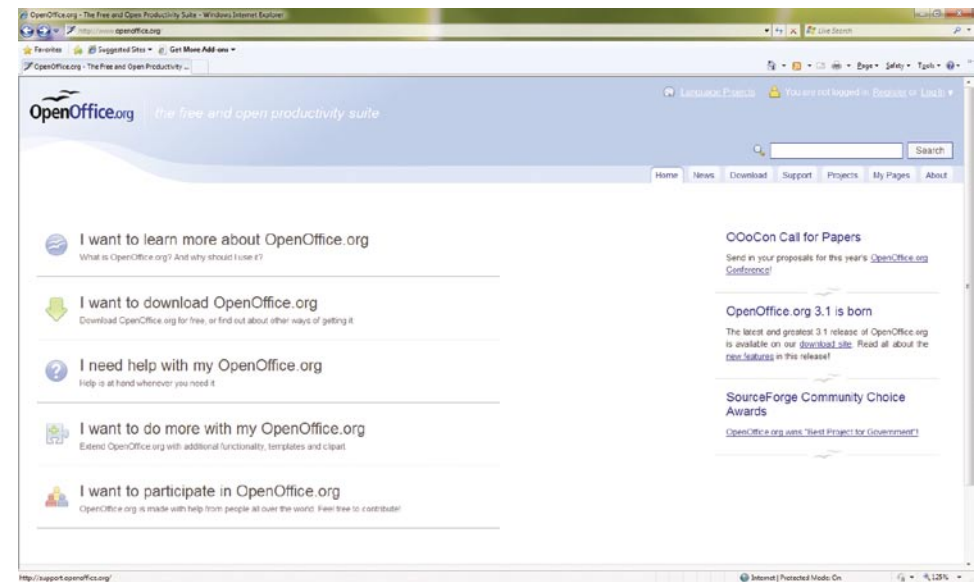 OpenOffice.org - The Free and Open Productivity Suite - Windows Internet Explorer
http://www.openoffice.org
Live Search
Favorites Suggested Sites Get More Add-ons
OpenOffice.org - The Free and Open Productivity ...
Page Safety Tools
Language Projects You are not logged in. Register or Log In
OpenOffice.org the free and open productivity suite
Search
Home News Download Support Projects My Pages About
I want to learn more about OpenOffice.org
What is OpenOffice.org? And why should I use it?
I want to download OpenOffice.org
Download OpenOffice.org for free, or find out about other ways of getting it
I need help with my OpenOffice.org
Help is at hand whenever you need it
I want to do more with my OpenOffice.org
Extend OpenOffice.org with additional functionality, templates and clipart
I want to participate in OpenOffice.org
OpenOffice.org is made with help from people all over the world. Feel free to contribute!
OOoCon Call for Papers
Send in your proposals for this year's OpenOffice.org
Conference!
OpenOffice.org 3.1 is born
The latest and greatest 3.1 release of OpenOffice.org
is available on our download site. Read all about the
new features in this release!
SourceForge Community Choice
Awards
OpenOffice.org wins "Best Project for Government"!
http://support.openoffice.org/
Internet | Protected Mode: On
125%